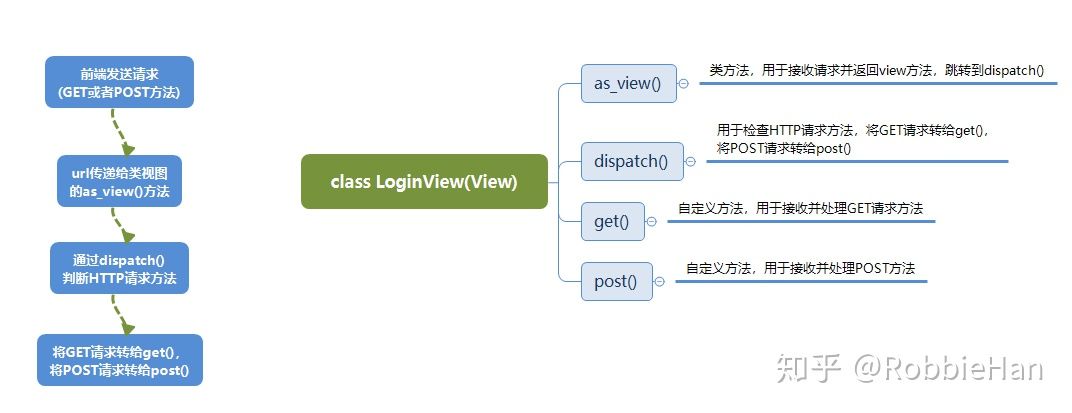 前端发送请求
(GET或者POST方法)
url传递给类视图
的as_view()方法
通过dispatch()
判断HTTP请求方法
将GET请求转给get(),
将POST请求转给post()
class LoginView(View)
as_view()
类方法，用于接收请求并返回view方法，跳转到dispatch()
dispatch()
用于检查HTTP请求方法，将GET请求转给get(),
将POST请求转给post()
get()
自定义方法，用于接收并处理GET请求方法
post()
自定义方法，用于接收并处理POST方法
知乎 @RobbieHan